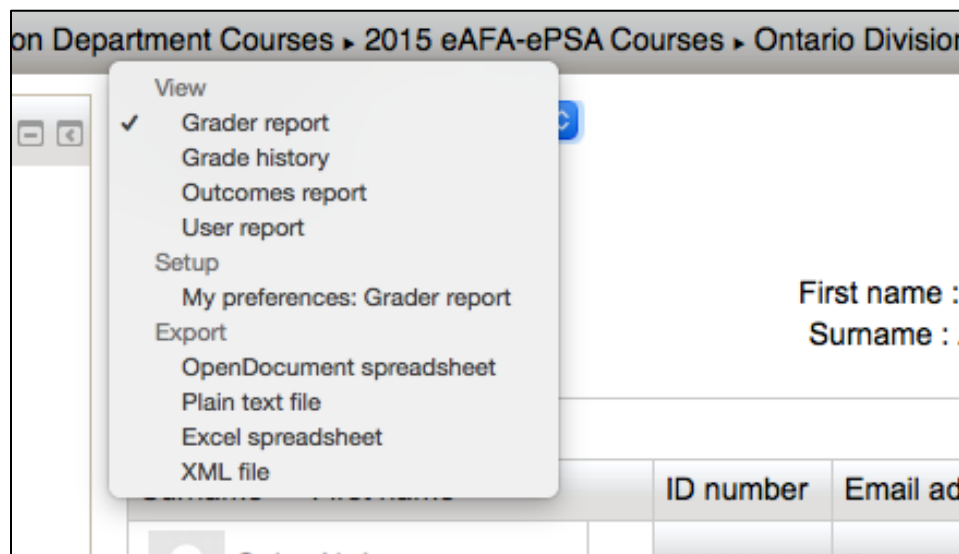 on Department Courses ▸ 2015 eAFA-ePSA Courses ▸ Ontario Division
View
✓ Grader report
Grade history
Outcomes report
User report
Setup
My preferences: Grader report
Export
OpenDocument spreadsheet
Plain text file
Excel spreadsheet
XML file
First name :
Surname :
ID number Email ad